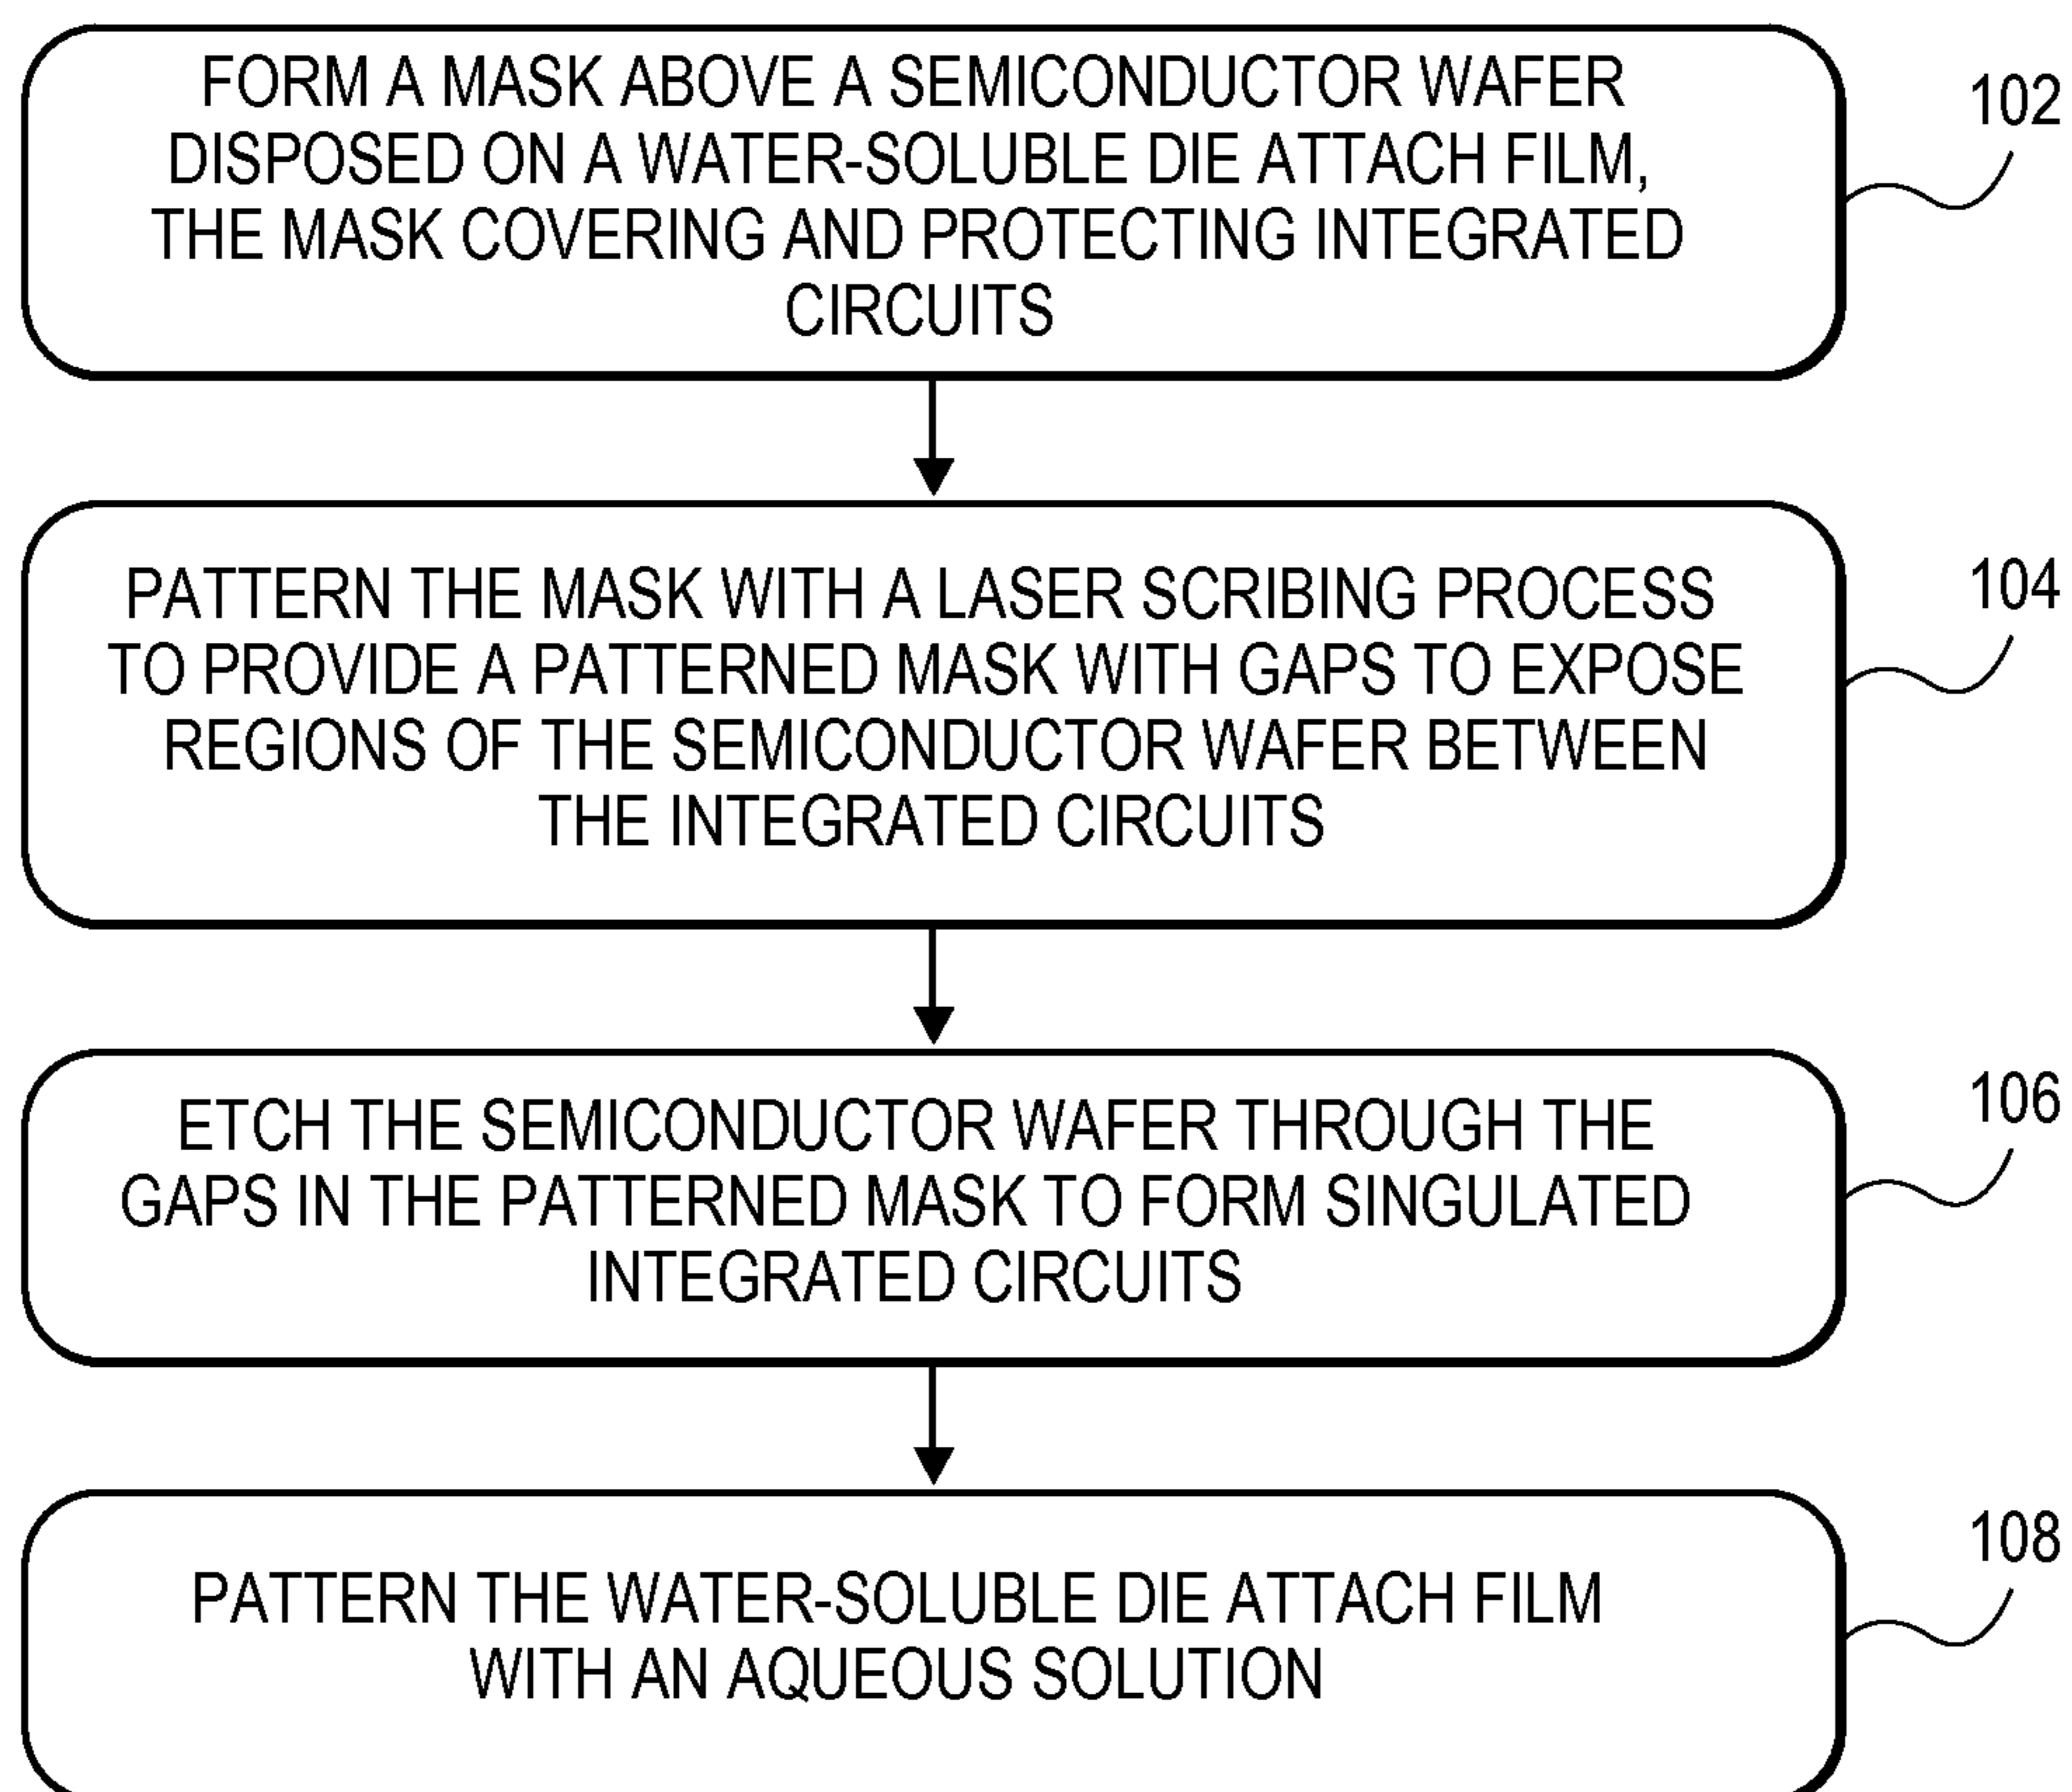 FORM A MASK ABOVE A SEMICONDUCTOR WAFER
DISPOSED ON A WATER-SOLUBLE DIE ATTACH FILM,
THE MASK COVERING AND PROTECTING INTEGRATED
CIRCUITS
102
PATTERN THE MASK WITH A LASER SCRIBING PROCESS
TO PROVIDE A PATTERNED MASK WITH GAPS TO EXPOSE
REGIONS OF THE SEMICONDUCTOR WAFER BETWEEN
THE INTEGRATED CIRCUITS
104
ETCH THE SEMICONDUCTOR WAFER THROUGH THE
GAPS IN THE PATTERNED MASK TO FORM SINGULATED
INTEGRATED CIRCUITS
106
PATTERN THE WATER-SOLUBLE DIE ATTACH FILM
WITH AN AQUEOUS SOLUTION
108